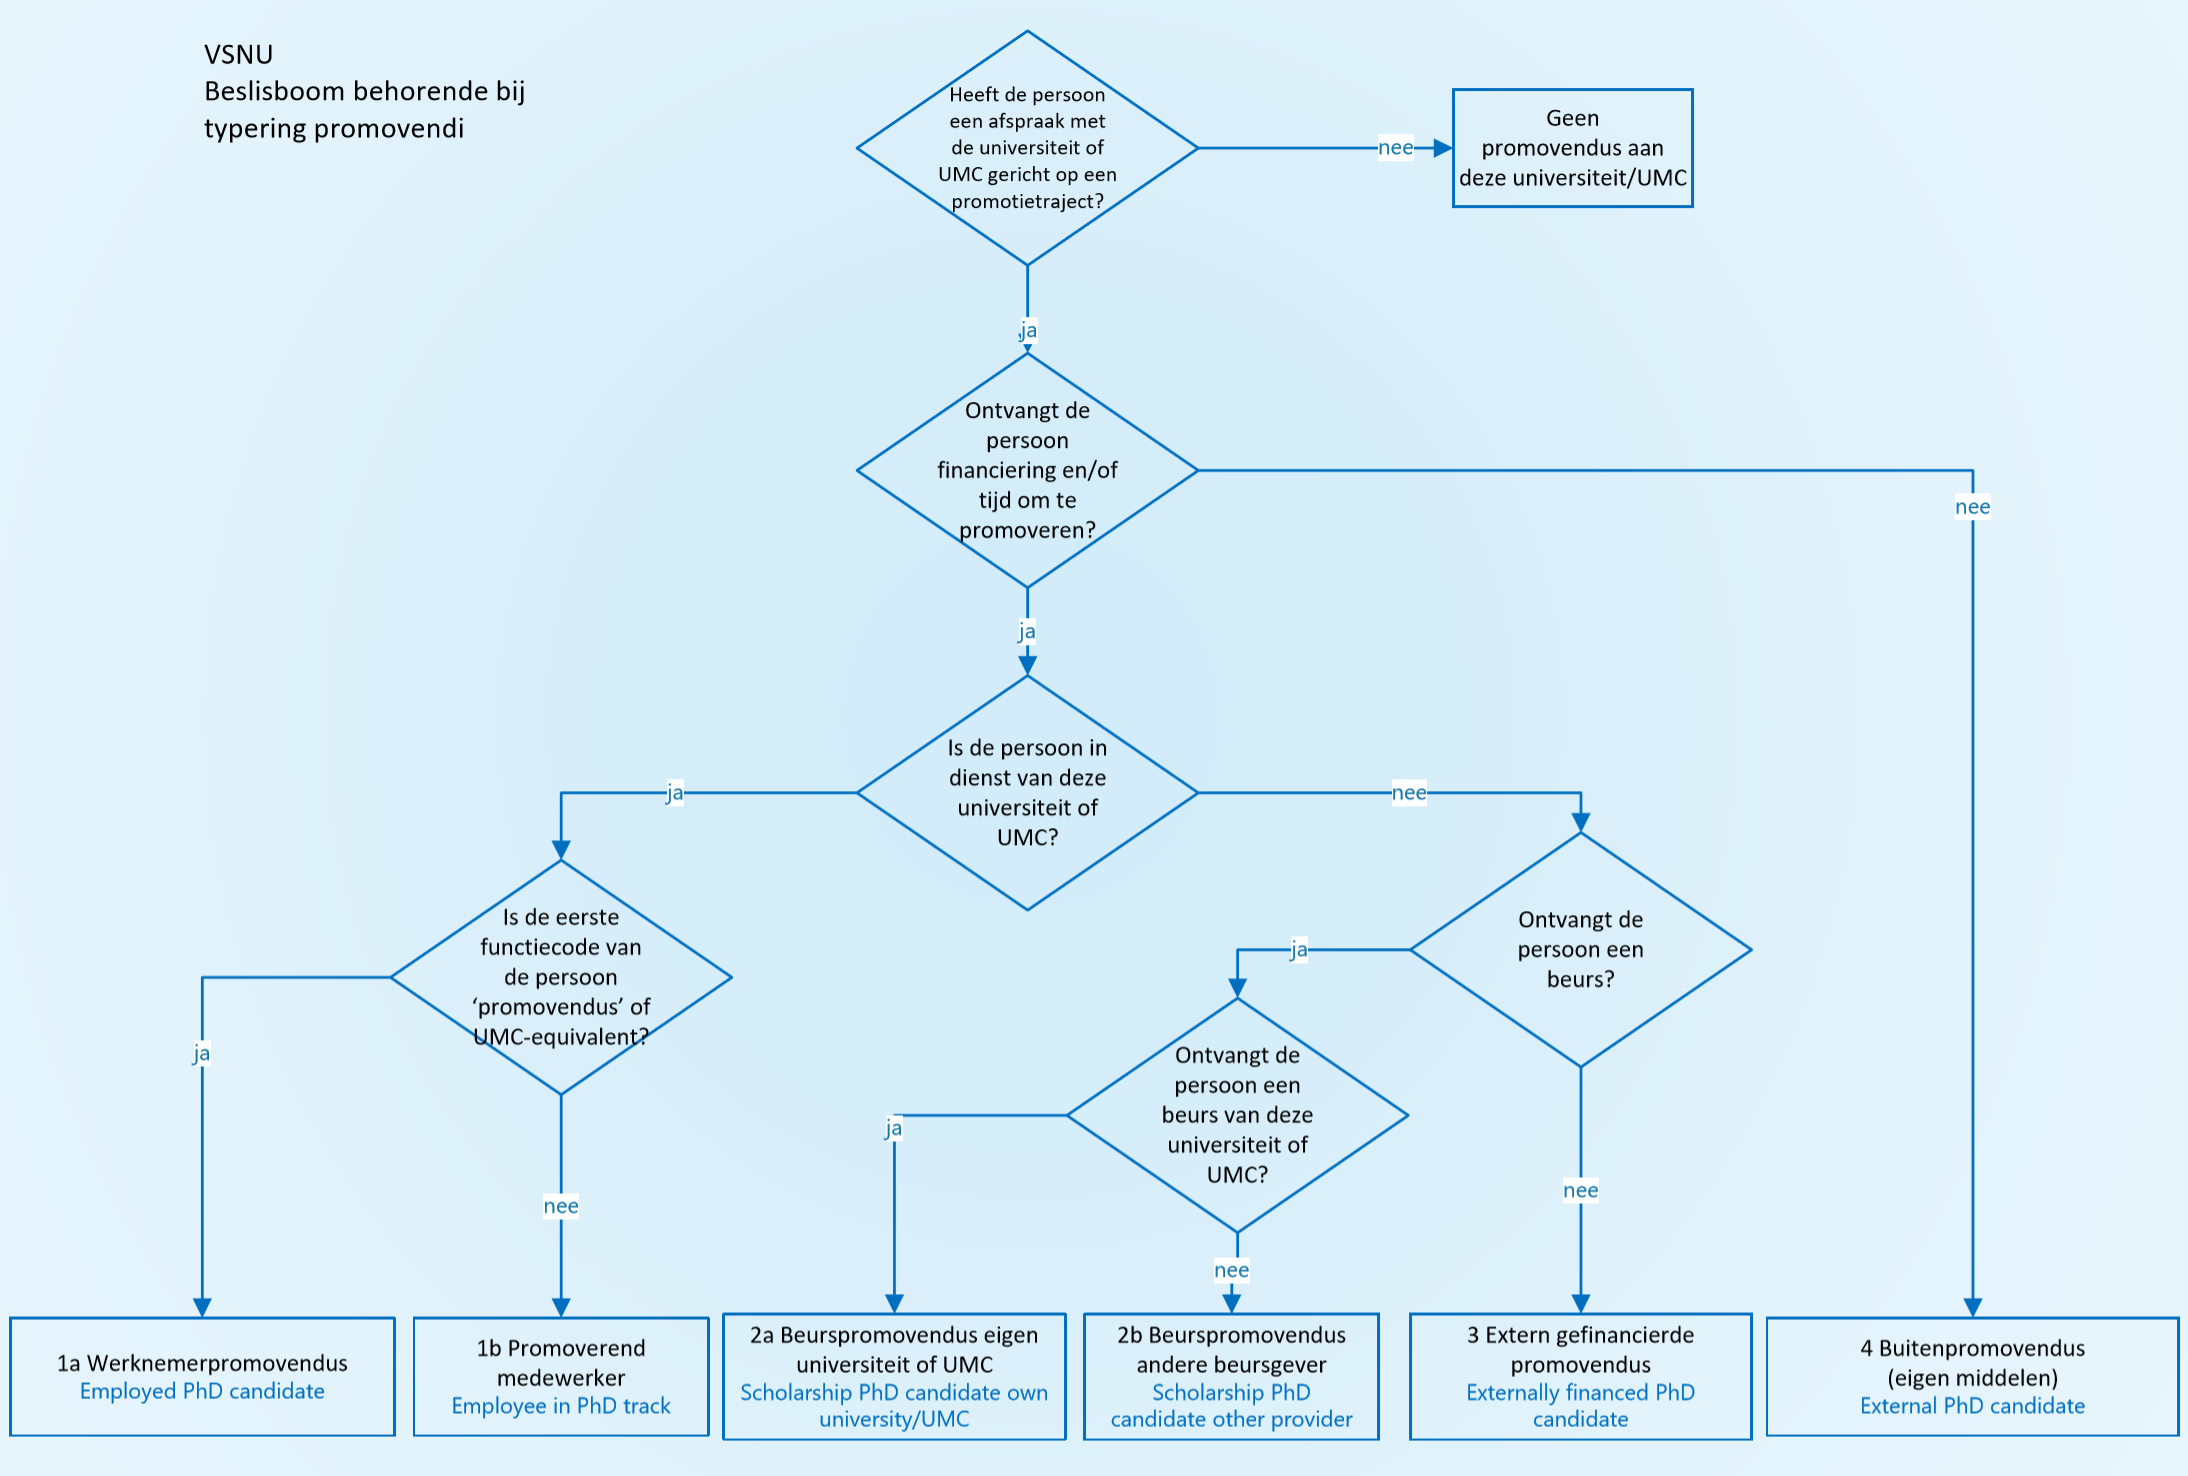 VSNU
Beslisboom behorende bij
typering promovendi
Heeft de persoon
een afspraak met
de universiteit of
UMC gericht op een
promotietraject?
nee
Geen
promovendus aan
deze universiteit/UMC
ja
Ontvangt de
persoon
financiering en/of
tijd om te
promoveren?
nee
ja
Is de persoon in
dienst van deze
universiteit of
UMC?
ja
nee
Is de eerste
functiecode van
de persoon
‘promovendus’ of
UMC-equivalent?
Ontvangt de
persoon een
beurs?
ja
ja
Ontvangt de
persoon een
beurs van deze
universiteit of
UMC?
ja
nee
nee
nee
1a Werknemerpromovendus
Employed PhD candidate
1b Promoverend
medewerker
Employee in PhD track
2a Beurspromovendus eigen
universiteit of UMC
Scholarship PhD candidate own
university/UMC
2b Beurspromovendus
andere beursgever
Scholarship PhD
candidate other provider
3 Extern gefinancierde
promovendus
Externally financed PhD
candidate
4 Buitenpromovendus
(eigen middelen)
External PhD candidate